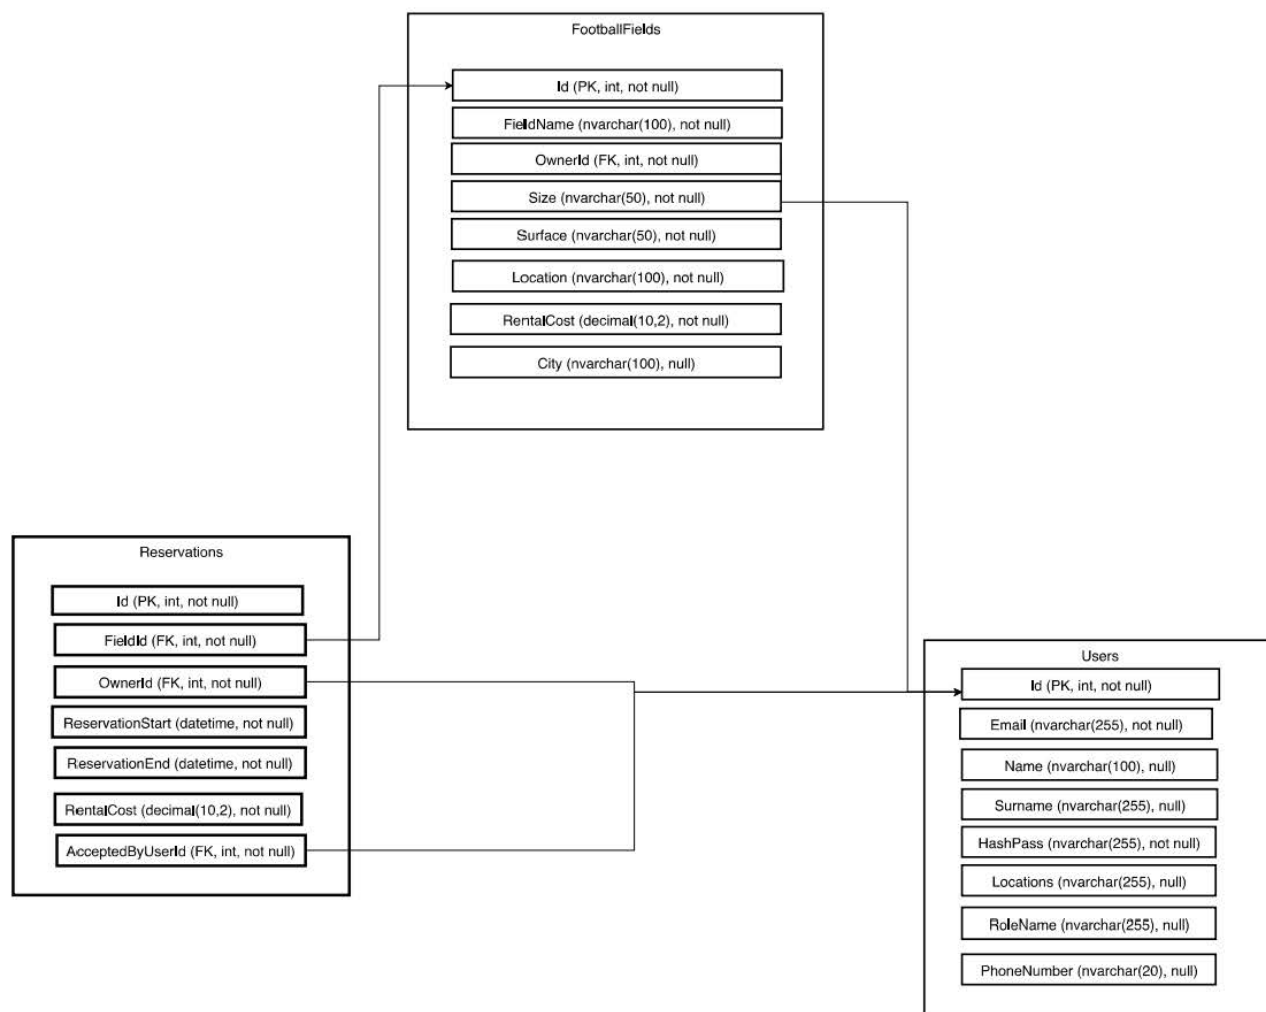 FootballFields
Id (PK, int, not null)
FieldName (nvarchar(100), not null)
OwnerId (FK, int, not null)
Size (nvarchar(50), not null)
Surface (nvarchar(50), not null)
Location (nvarchar(100), not null)
RentalCost (decimal(10,2), not null)
City (nvarchar(100), null)
Reservations
Id (PK, int, not null)
FieldId (FK, int, not null)
OwnerId (FK, int, not null)
ReservationStart (datetime, not null)
ReservationEnd (datetime, not null)
RentalCost (decimal(10,2), not null)
AcceptedByUserId (FK, int, not null)
Users
Id (PK, int, not null)
Email (nvarchar(255), not null)
Name (nvarchar(100), null)
Surname (nvarchar(255), null)
HashPass (nvarchar(255), not null)
Locations (nvarchar(255), null)
RoleName (nvarchar(255), null)
PhoneNumber (nvarchar(20), null)